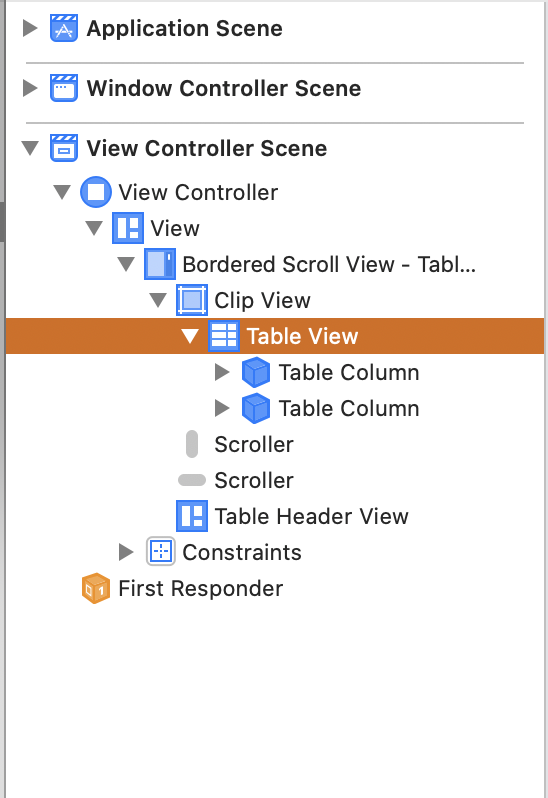 Application Scene
Window Controller Scene
View Controller Scene
View Controller
View
Bordered Scroll View - Tabl...
Clip View
Table View
Table Column
Table Column
Scroller
Scroller
Table Header View
Constraints
First Responder